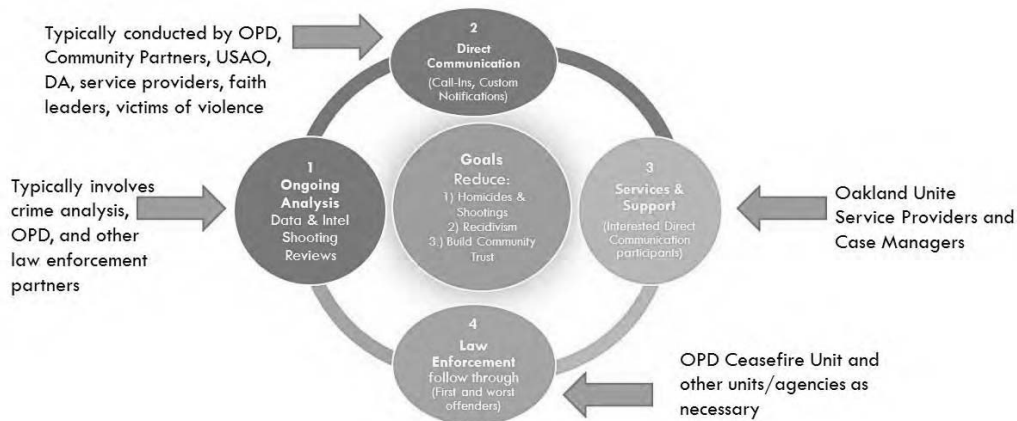 Typically conducted by OPD,
Community Partners, USAO,
DA, service providers, faith
leaders, victims of violence
2
Direct
Communication
(Call-Ins, Custom
Notifications)
Typically involves
crime analysis,
OPD, and other
law enforcement
partners
1
Ongoing
Analysis
Data & Intel
Shooting
Reviews
Goals
Reduce:
1) Homicides &
Shootings
2) Recidivism
3.) Build Community
Trust
3
Services &
Support
(Interested Direct
Communication
participants)
Oakland Unite
Service Providers and
Case Managers
4
Law
Enforcement
follow through
(First and worst
offenders)
OPD Ceasefire Unit and
other units/agencies as
necessary